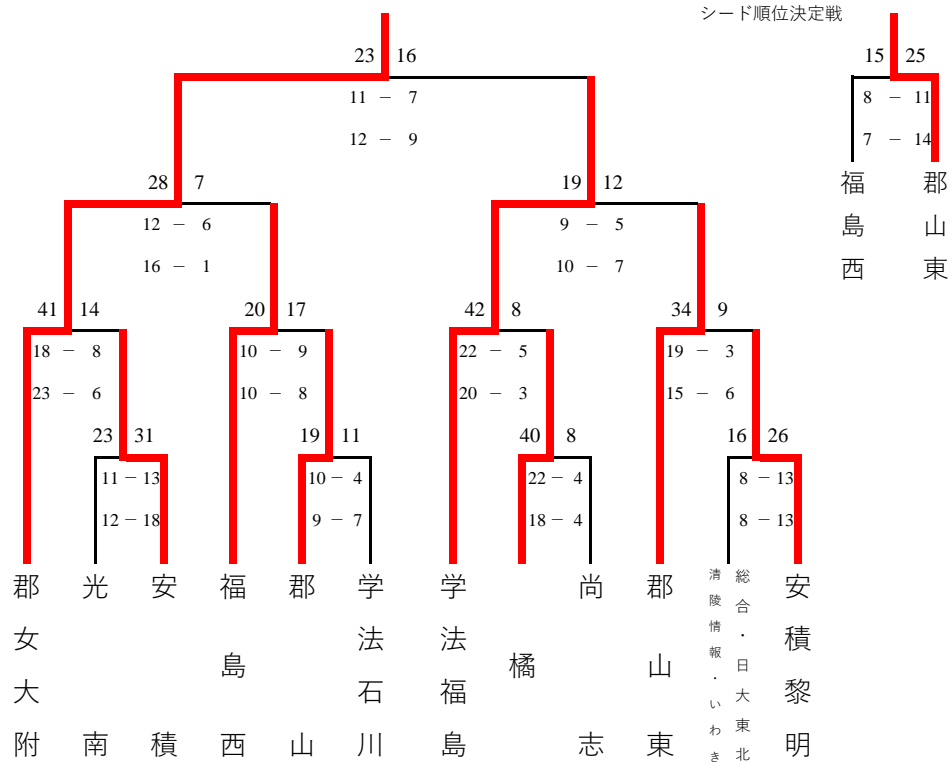 シード順位決定戦
23 16
11 － 7
12 － 9
15 25
8 － 11
7 － 14
福島西
郡山東
28 7
12 － 6
16 － 1
19 12
9 － 5
10 － 7
41 14
18 － 8
23 － 6
20 17
10 － 9
10 － 8
42 8
22 － 5
20 － 3
34 9
19 － 3
15 － 6
23 31
11 － 13
12 － 18
19 11
10 － 4
9 － 7
40 8
22 － 4
18 － 4
16 26
8 － 13
8 － 13
郡女大附
光南
安積
福島西
郡山
学法石川
学法福島
橘
尚志
郡山東
総合・日大東北
清陵情報・いわき
安積黎明